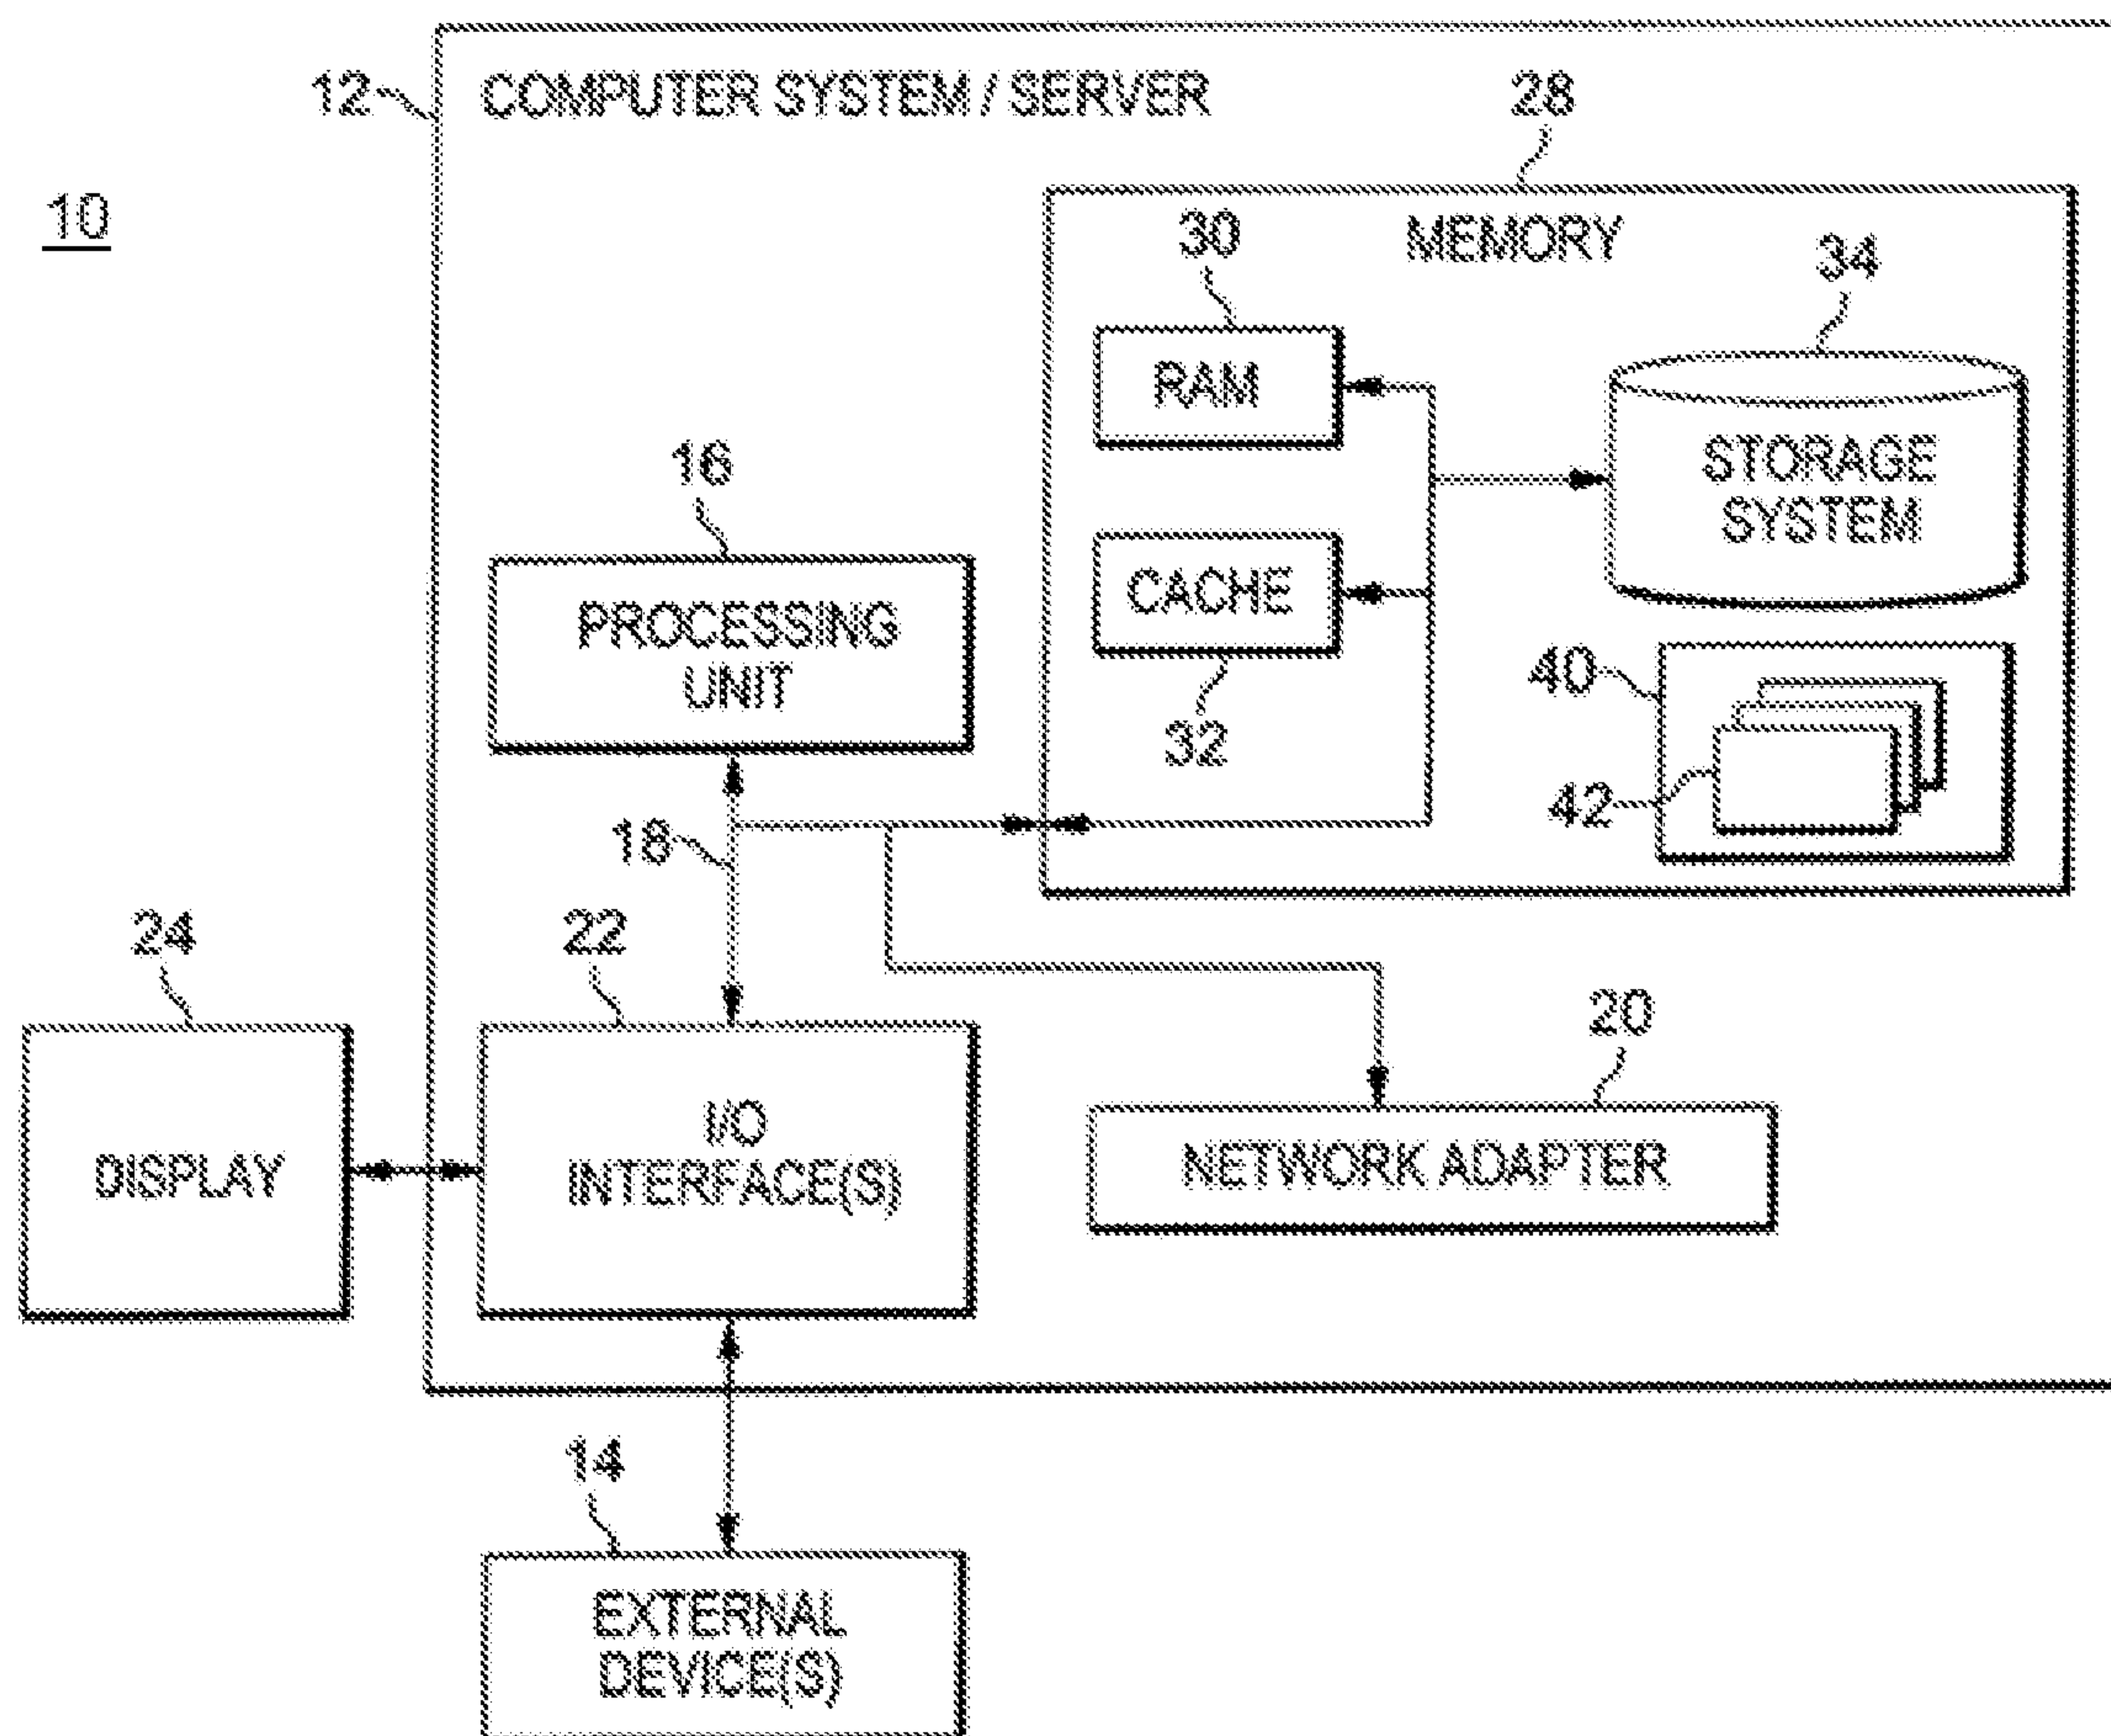 12
COMPUTER SYSTEM / SERVER
28
10
30
MEMORY
34
RAM
16
STORAGE
SYSTEM
PROCESSING
UNIT
CACHE
32
40
42
18
24
22
20
DISPLAY
I/O
INTERFACE(S)
NETWORK ADAPTER
14
EXTERNAL
DEVICE(S)